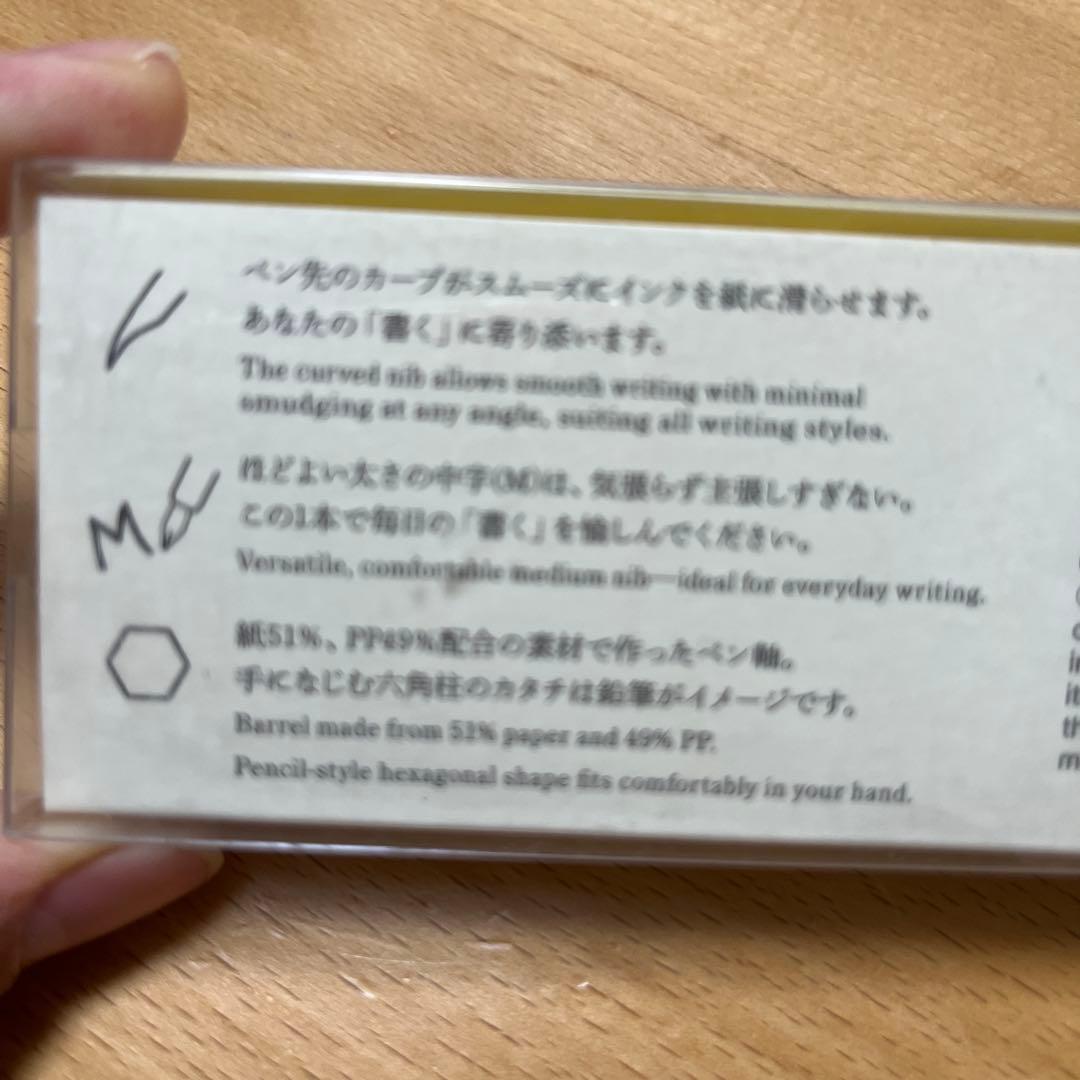 ペン先のカーブがスムーズにインクを紙に滑らせます。
あなたの「書く」に寄り添います。
The curved nib allows smooth writing with minimal
smudging at any angle, suiting all writing styles.
M
ほどよい太さの中字(M)は、気張らず主張しすぎない。
この1本で毎日の「書く」を愉しんでください。
Versatile, comfortable medium nib—ideal for everyday writing.
紙51%、PP49%配合の素材で作ったペン軸。
手になじむ六角柱のカタチは鉛筆がイメージです。
Barrel made from 51% paper and 49% PP.
Pencil-style hexagonal shape fits comfortably in your hand.